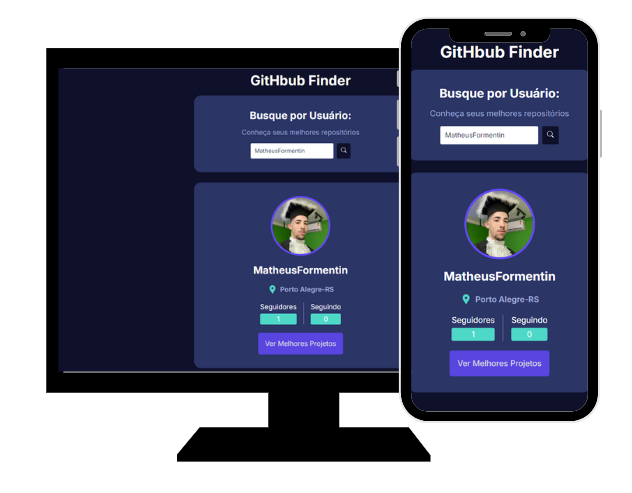 GitHbub Finder
Busque por Usuário:
Conheça seus melhores repositórios
MatheusFormentin
MatheusFormentin
Porto Alegre-RS
Seguidores Seguindo
1 0
Ver Melhores Projetos
GitHbub Finder
Busque por Usuário:
Conheça seus melhores repositórios
MatheusFormentin
MatheusFormentin
Porto Alegre-RS
Seguidores Seguindo
1 0
Ver Melhores Projetos